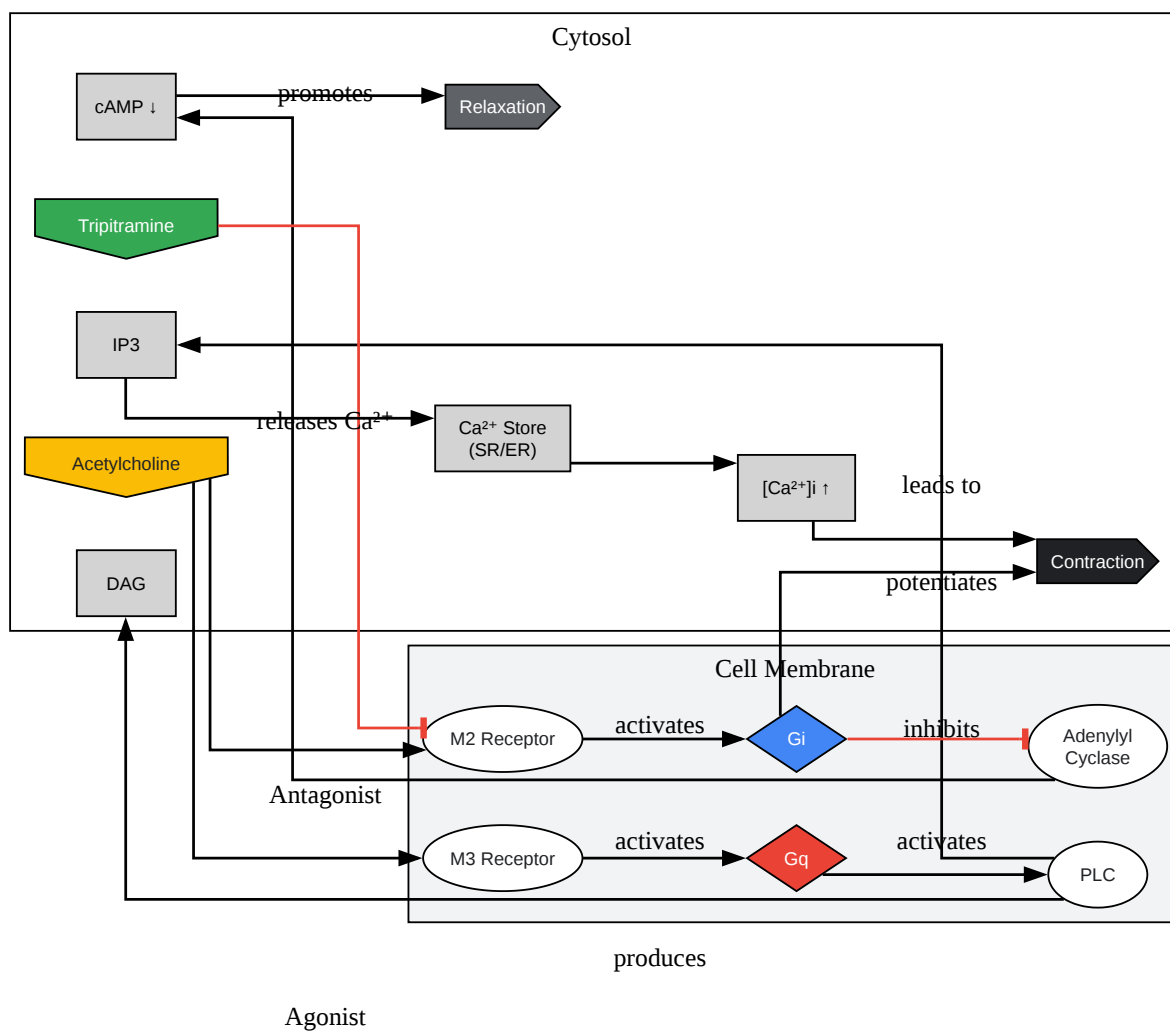 Cytosol
cAMP ↓
promotes
Relaxation
Tripitramine
IP3
releases Ca²⁺
Ca²⁺ Store
(SR/ER)
Acetylcholine
[Ca²⁺]i ↑
leads to
Contraction
DAG
potentiates
Cell Membrane
M2 Receptor
activates
Gi
inhibits
Adenylyl
Cyclase
Antagonist
M3 Receptor
activates
Gq
activates
PLC
produces
Agonist